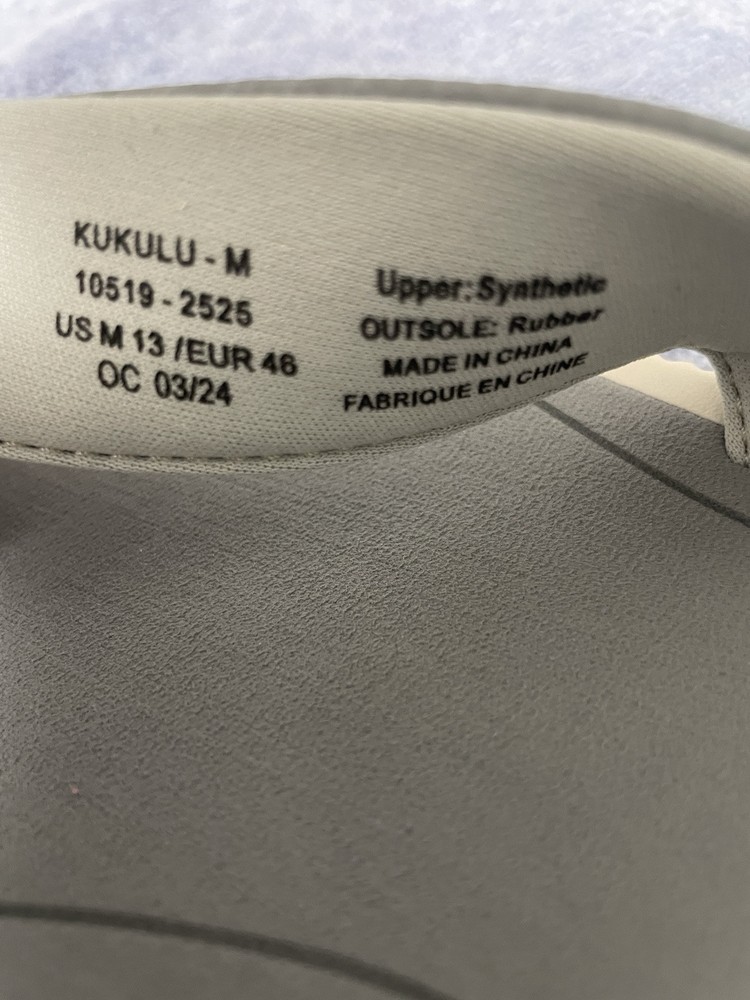 KUKULU - M
10519 - 2525
US M 13 /EUR 46
OC 03/24
Upper: Synthetic
OUTSOLE: Rubber
MADE IN CHINA
FABRIQUE EN CHINE